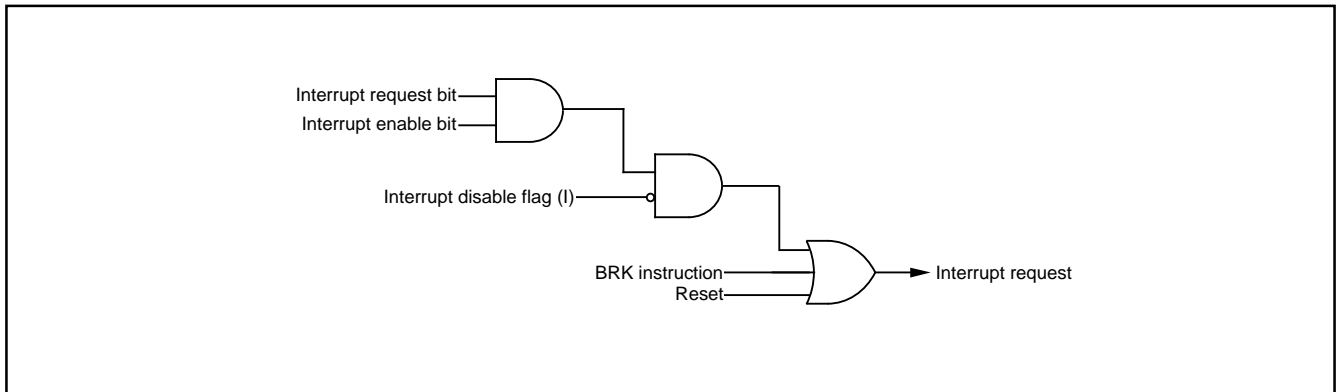 Interrupt request bit
Interrupt enable bit
Interrupt disable flag (I)
BRK instruction
Interrupt request
Reset